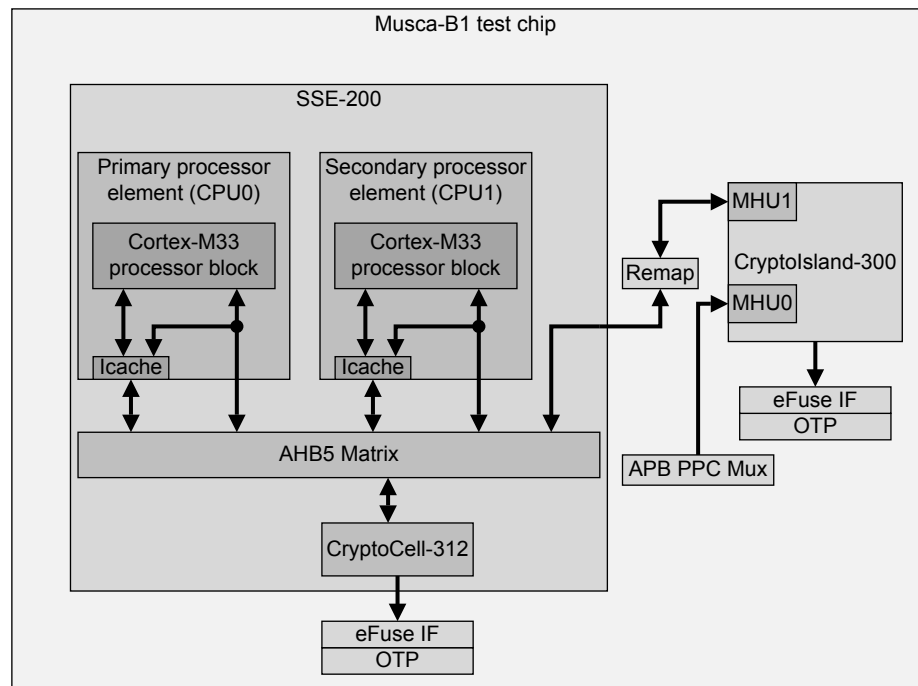 Musca-B1 test chip
SSE-200
Primary processor
element (CPU0)
Cortex-M33
processor block
Icache
Secondary processor
element (CPU1)
Cortex-M33
processor block
Icache
AHB5 Matrix
CryptoCell-312
eFuse IF
OTP
Remap
MHU1
CryptoIsland-300
MHU0
eFuse IF
OTP
APB PPC Mux